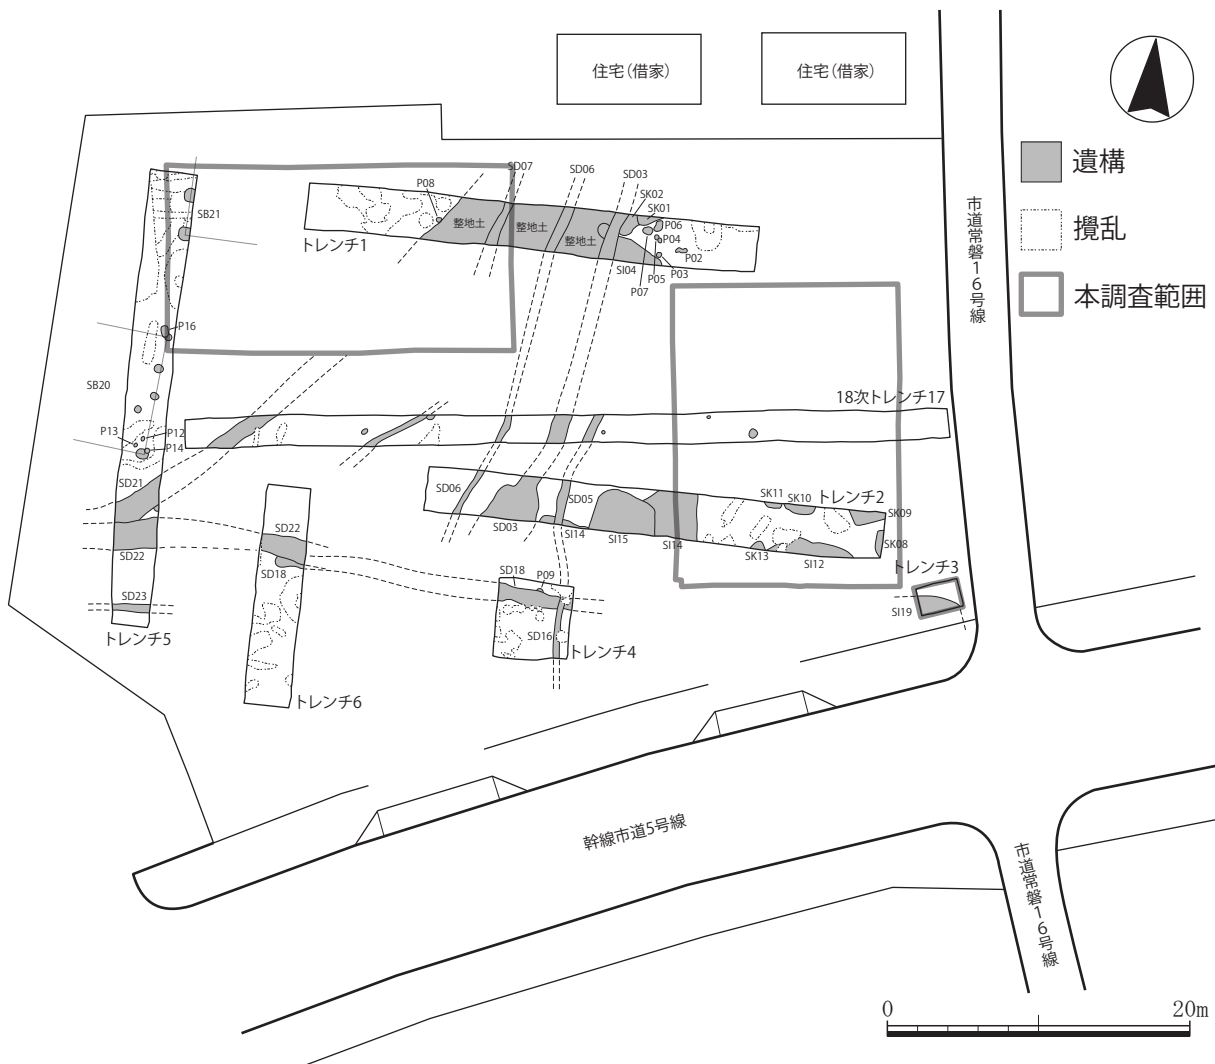 住宅（借家）
住宅（借家）
遺構
攪乱
本調査範囲
市道常磐16号線
SD07
SD06
SD03
SK02
SK01
P08
P06
P04
P02
P03
P05
P07
SI04
整地土
整地土
整地土
トレンチ1
SB21
P16
SB20
P13
P12
P14
SD21
SD22
SD23
トレンチ5
18次トレンチ17
SD06
SD03
SD05
SI14
SI15
SI14
SK11
SK10
トレンチ2
SK09
SK08
SK13
SI12
トレンチ3
SI19
SD22
SD18
トレンチ6
SD18
P09
SD16
トレンチ4
幹線市道5号線
市道常磐16号線
0
20m